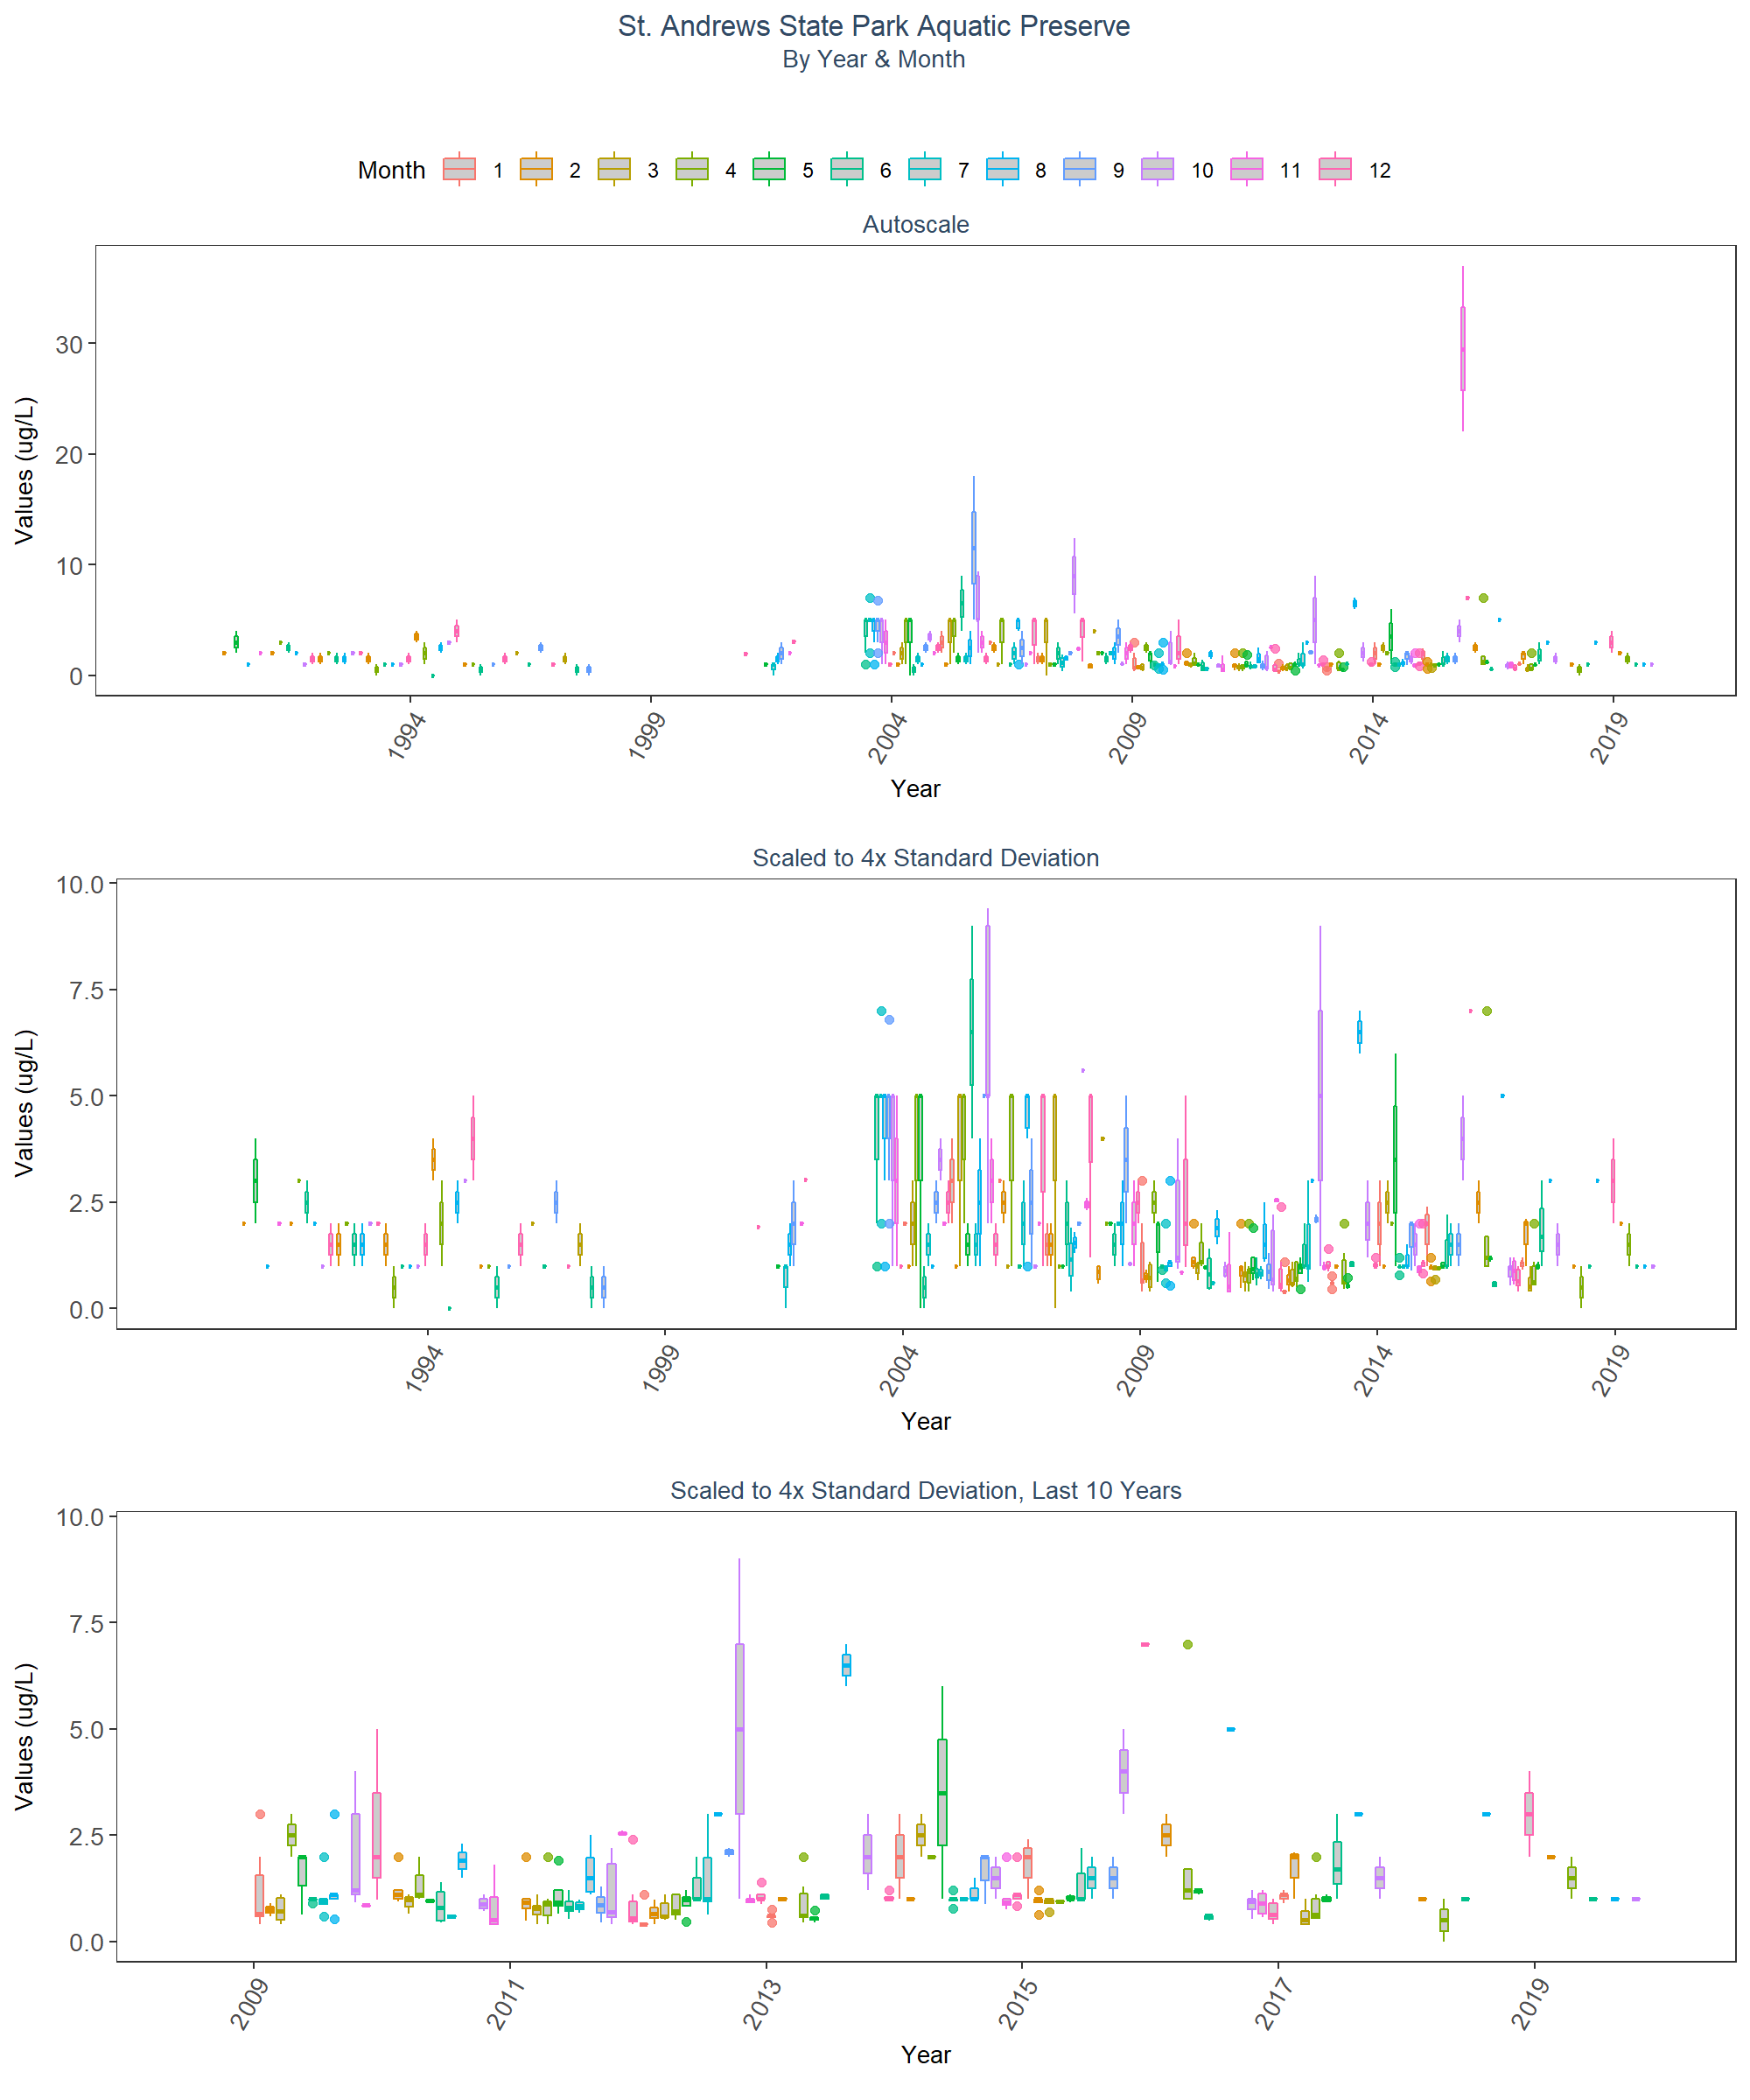 St. Andrews State Park Aquatic Preserve
By Year & Month
Month 1 2 3 4 5 6 7 8 9 10 11 12
Autoscale
Values (ug/L)
30
20
10
0
1994 1999 2004 2009 2014 2019
Year
Scaled to 4x Standard Deviation
Values (ug/L)
10.0
7.5
5.0
2.5
0.0
1994 1999 2004 2009 2014 2019
Year
Scaled to 4x Standard Deviation, Last 10 Years
Values (ug/L)
10.0
7.5
5.0
2.5
0.0
2009 2011 2013 2015 2017 2019
Year